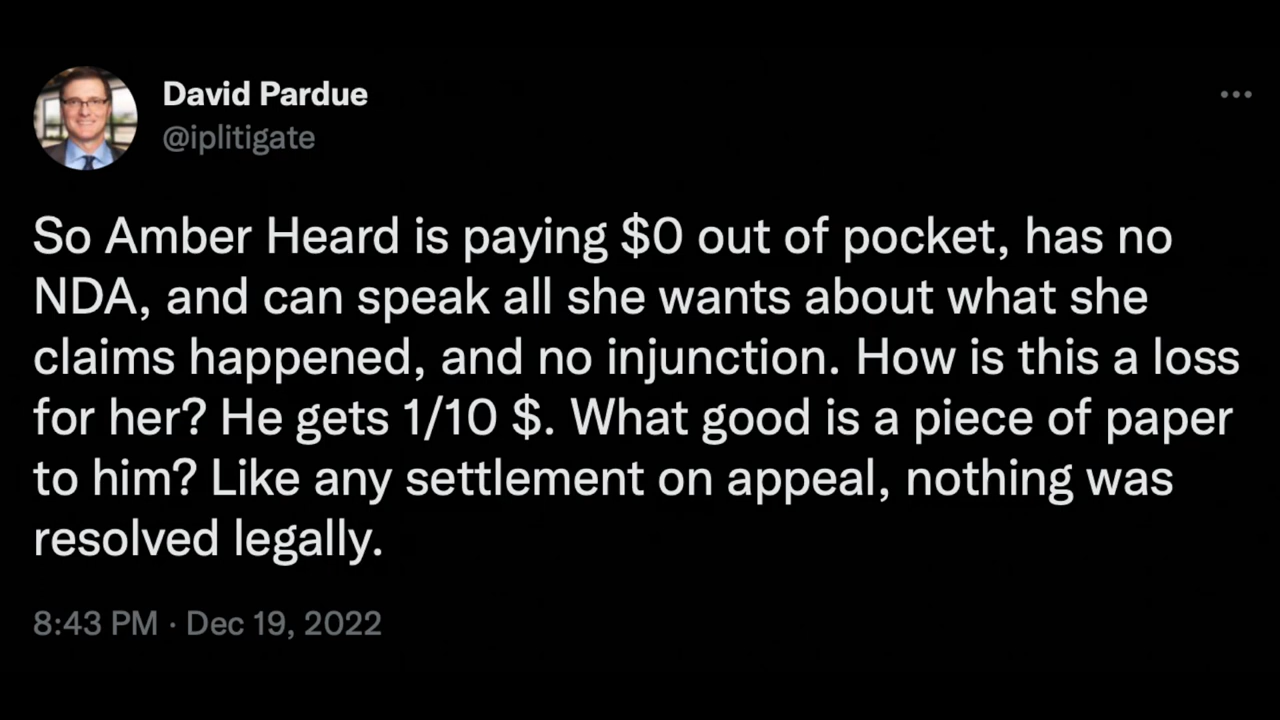 David Pardue
@iplitigate
So Amber Heard is paying $0 out of pocket, has no
NDA, and can speak all she wants about what she
claims happened, and no injunction. How is this a loss
for her? He gets 1/10 $. What good is a piece of paper
to him? Like any settlement on appeal, nothing was
resolved legally.
8:43 PM · Dec 19, 2022